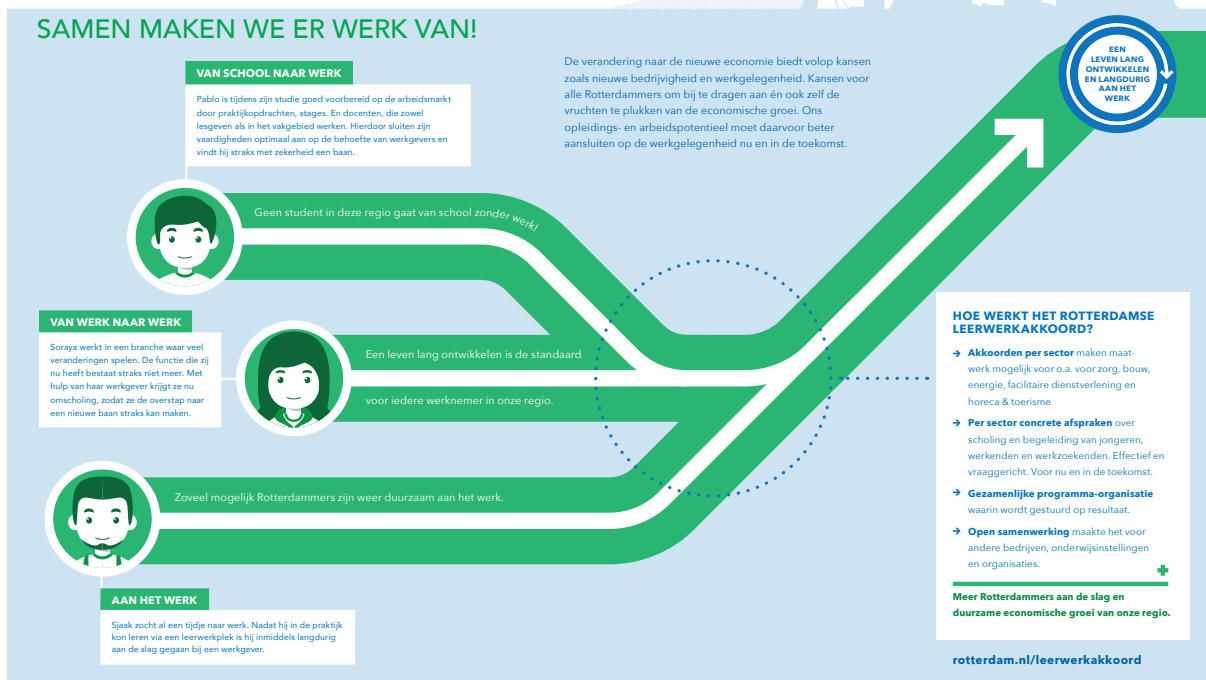 SAMEN MAKEN WE ER WERK VAN!
VAN SCHOOL NAAR WERK
Pablo is tijdens zijn studie goed voorbereid op de arbeidsmarkt
door praktijkopdrachten, stages. En docenten, die zowel
lesgeven als in het vakgebied werken. Hierdoor sluiten zijn
vaardigheden optimaal aan op de behoefte van werkgevers en
vindt hij straks met zekerheid een baan.
De verandering naar de nieuwe economie biedt volop kansen
zoals nieuwe bedrijvigheid en werkgelegenheid. Kansen voor
alle Rotterdammers om bij te dragen aan én ook zelf de
vruchten te plukken van de economische groei. Ons
opleidings- en arbeidspotentieel moet daarvoor beter
aansluiten op de werkgelegenheid nu en in de toekomst.
EEN
LEVEN LANG
ONTWIKKELEN
EN LANGDURIG
AAN HET
WERK
Geen student in deze regio gaat van school zonder werk!
VAN WERK NAAR WERK
Soraya werkt in een branche waar veel
veranderingen spelen. De functie die zij
nu heeft bestaat straks niet meer. Met
hulp van haar werkgever krijgt ze nu
omscholing, zodat ze de overstap naar
een nieuwe baan straks kan maken.
Een leven lang ontwikkelen is de standaard
voor iedere werknemer in onze regio.
Zoveel mogelijk Rotterdammers zijn weer duurzaam aan het werk.
AAN HET WERK
Sjaak zocht al een tijdje naar werk. Nadat hij in de praktijk
kon leren via een leerwerkplek is hij inmiddels langdurig
aan de slag gegaan bij een werkgever.
HOE WERKT HET ROTTERDAMSE
LEERWERKAKKOORD?
Akkoorden per sector maken maat-
werk mogelijk voor o.a. voor zorg, bouw,
energie, facilitaire dienstverlening en
horeca & toerisme
Per sector concrete afspraken over
scholing en begeleiding van jongeren,
werkenden en werkzoekenden. Effectief en
vraaggericht. Voor nu en in de toekomst.
Gezamenlijke programma-organisatie
waarin wordt gestuurd op resultaat.
Open samenwerking maakte het voor
andere bedrijven, onderwijsinstellingen
en organisaties.
Meer Rotterdammers aan de slag en
duurzame economische groei van onze regio.
rotterdam.nl/leerwerkakkoord